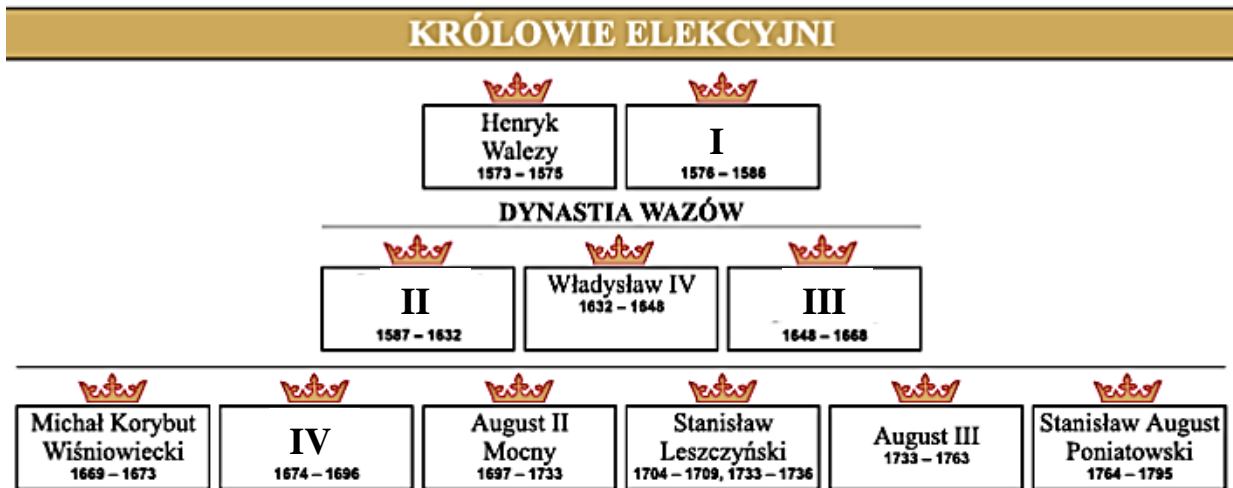 KRÓLOWIE ELEKCYJNI
Henryk
Walezy
1573 – 1575
I
1576 – 1586
DYNASTIA WAZÓW
II
1587 – 1632
Władysław IV
1632 – 1648
III
1648 – 1668
Michał Korybut
Wiśniowiecki
1669 – 1673
IV
1674 – 1696
August II
Mocny
1697 – 1733
Stanisław
Leszczyński
1704 – 1709, 1733 – 1736
August III
1733 – 1763
Stanisław August
Poniatowski
1764 – 1795